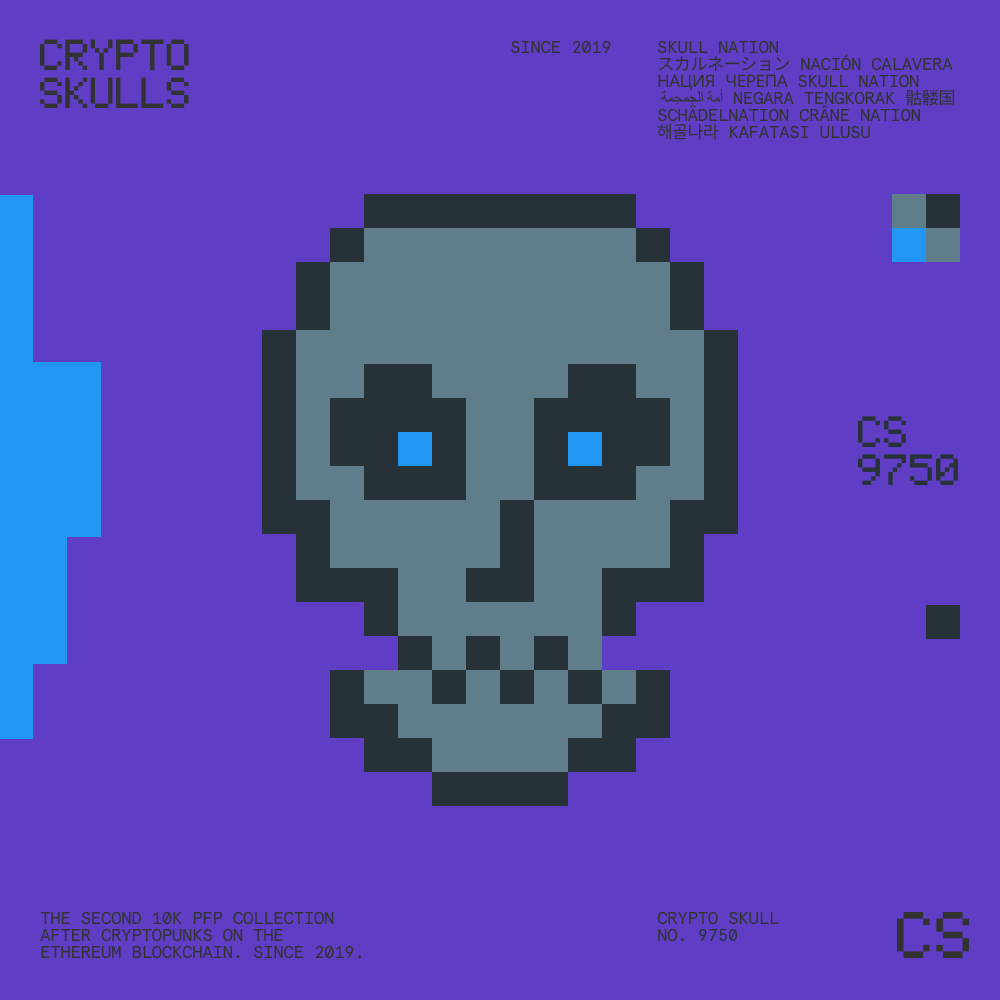 CRYPTO
SKULLS
SINCE 2019
SKULL NATION
スカルネーション NACIÓN CALAVERA
НАЦИЯ ЧЕРЕПА SKULL NATION
أمة الجمجمة NEGARA TENGKORAK 骷髅国
SCHÄDELNATION CRÂNE NATION
해골나라 KAFATASI ULUSU
CS
9750
THE SECOND 10K PFP COLLECTION
AFTER CRYPTOPUNKS ON THE
ETHEREUM BLOCKCHAIN. SINCE 2019.
CRYPTO SKULL
NO. 9750
CS